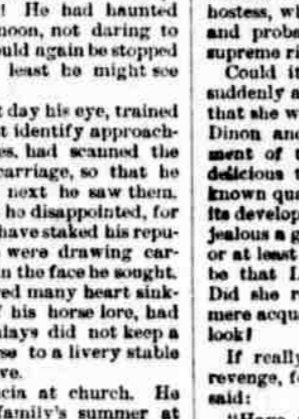 ! He had haunted
noon, not daring to
uld again be stopped
least he might see
t day his eye, trained
t identify approach-
es, had scanned the
carriage, so that he
next he saw them.
he disappointed, for
have staked his repu-
were drawing car-
n the face he sought.
ed many heart sink-
f his horse lore, had
lays did not keep a
se to a livery stable
ve.
cia at church. He
family's summer at
hostess, w
and proba
supreme ri
Could i
suddenly a
that she w
Dinon and
ment of t
delicious t
known qua
its develop
jealous a g
or at least
be that I
Did she r
mere acqua
look!
If really
revenge, f
said: